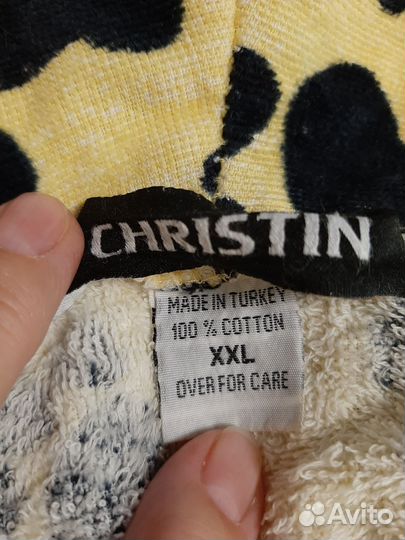 CHRISTIN
MADE IN TURKEY
100 % COTTON
XXL
OVER FOR CARE
Avito